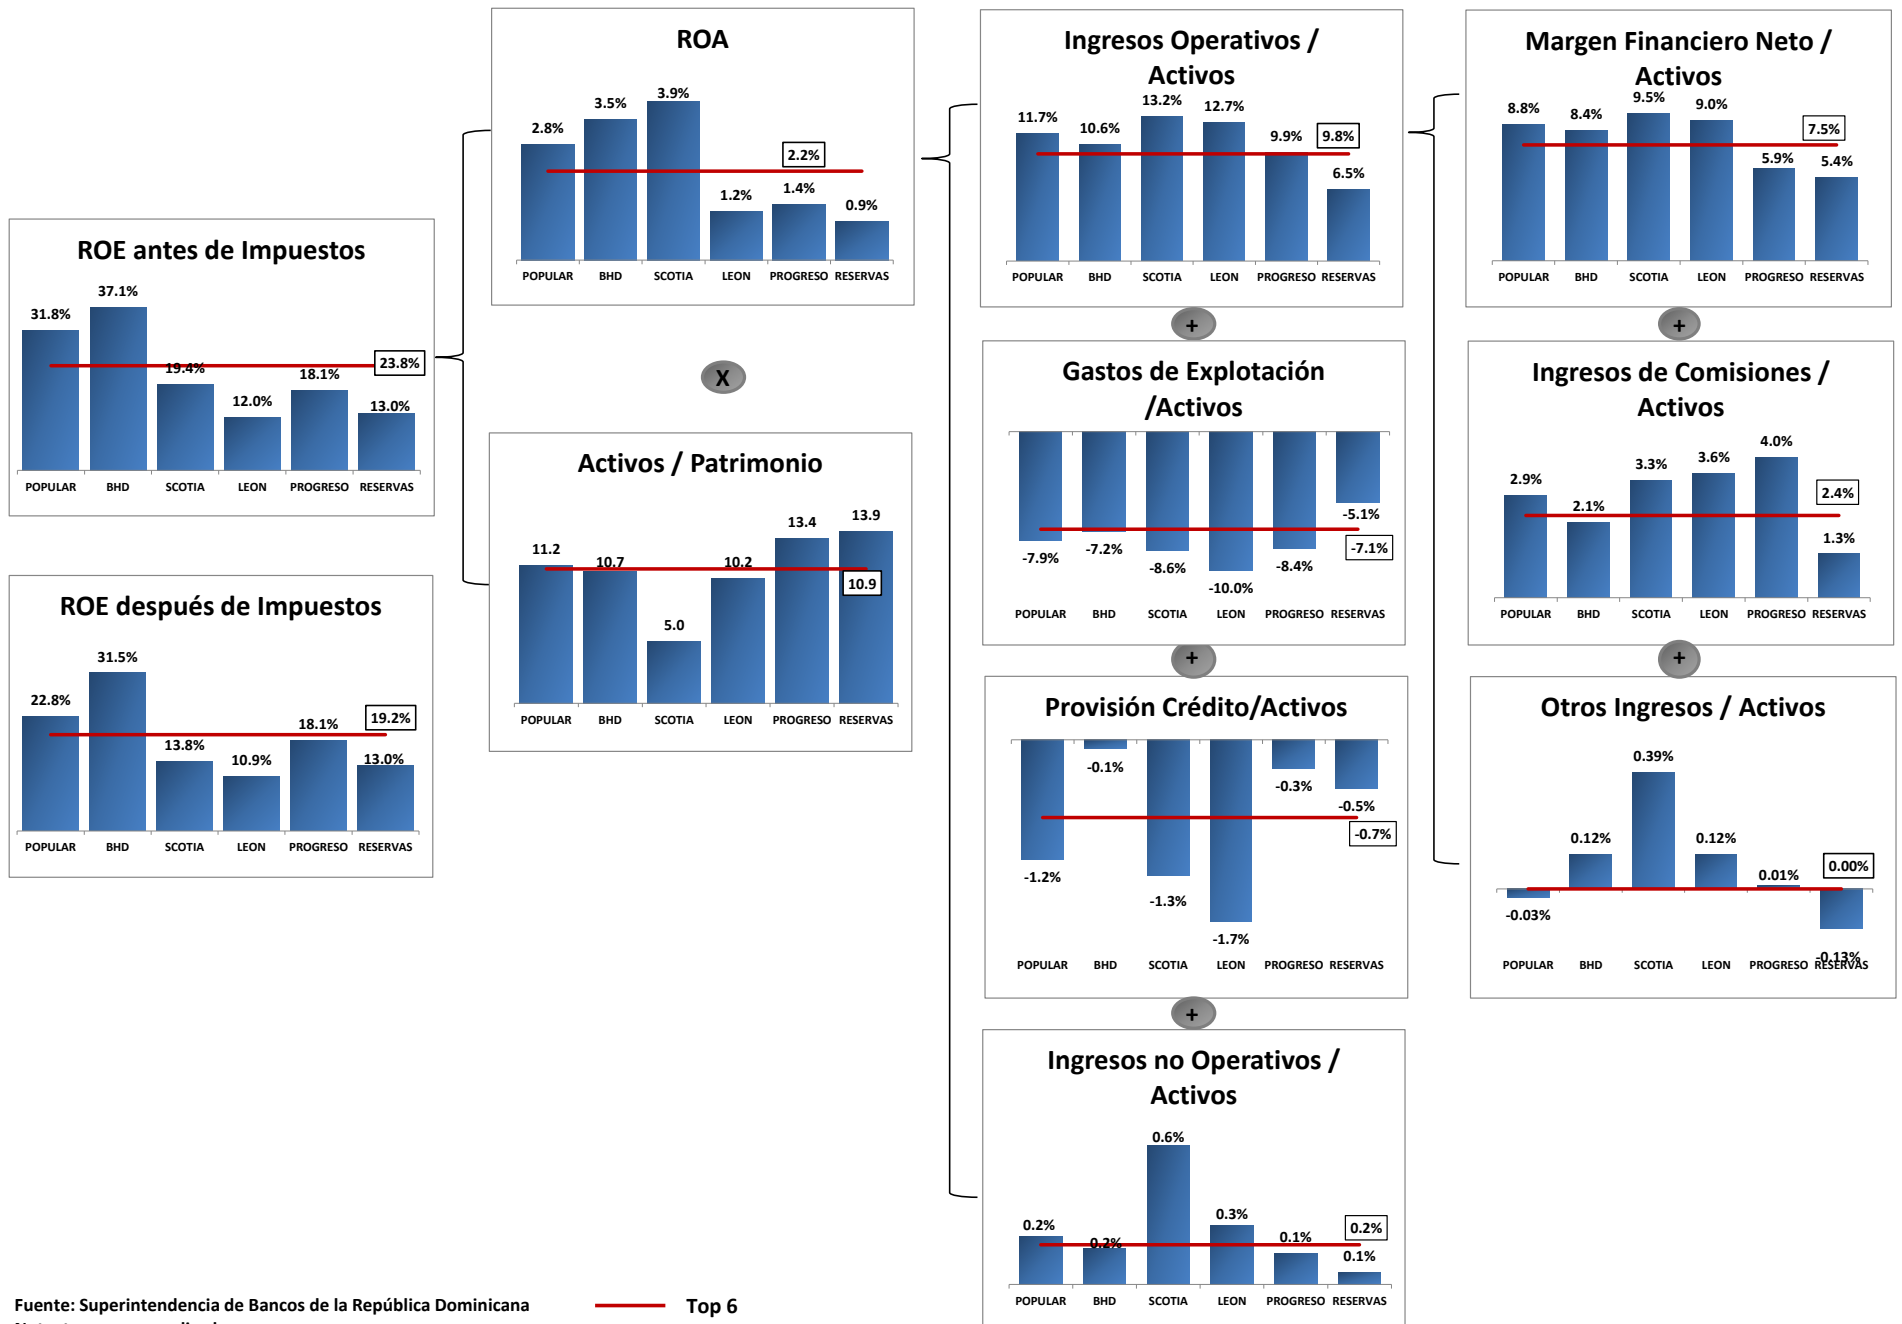 ROE antes de Impuestos
31.8%
37.1%
19.4%
12.0%
18.1%
13.0%
23.8%
POPULAR BHD SCOTIA LEON PROGRESO RESERVAS
ROE después de Impuestos
22.8%
31.5%
13.8%
10.9%
18.1%
13.0%
19.2%
POPULAR BHD SCOTIA LEON PROGRESO RESERVAS
ROA
2.8%
3.5%
3.9%
1.2%
1.4%
0.9%
2.2%
POPULAR BHD SCOTIA LEON PROGRESO RESERVAS
X
Activos / Patrimonio
11.2
10.7
5.0
10.2
13.4
13.9
10.9
POPULAR BHD SCOTIA LEON PROGRESO RESERVAS
Ingresos Operativos /
Activos
11.7%
10.6%
13.2%
12.7%
9.9%
6.5%
9.8%
POPULAR BHD SCOTIA LEON PROGRESO RESERVAS
+
Gastos de Explotación
/Activos
-7.9%
-7.2%
-8.6%
-10.0%
-8.4%
-5.1%
-7.1%
POPULAR BHD SCOTIA LEON PROGRESO RESERVAS
+
Provisión Crédito/Activos
-1.2%
-0.1%
-1.3%
-1.7%
-0.3%
-0.5%
-0.7%
POPULAR BHD SCOTIA LEON PROGRESO RESERVAS
+
Ingresos no Operativos /
Activos
0.2%
0.2%
0.6%
0.3%
0.1%
0.1%
0.2%
POPULAR BHD SCOTIA LEON PROGRESO RESERVAS
Margen Financiero Neto /
Activos
8.8%
8.4%
9.5%
9.0%
5.9%
5.4%
7.5%
POPULAR BHD SCOTIA LEON PROGRESO RESERVAS
+
Ingresos de Comisiones /
Activos
2.9%
2.1%
3.3%
3.6%
4.0%
1.3%
2.4%
POPULAR BHD SCOTIA LEON PROGRESO RESERVAS
+
Otros Ingresos / Activos
-0.03%
0.12%
0.39%
0.12%
0.01%
-0.13%
0.00%
POPULAR BHD SCOTIA LEON PROGRESO RESERVAS
Fuente: Superintendencia de Bancos de la República Dominicana
Top 6